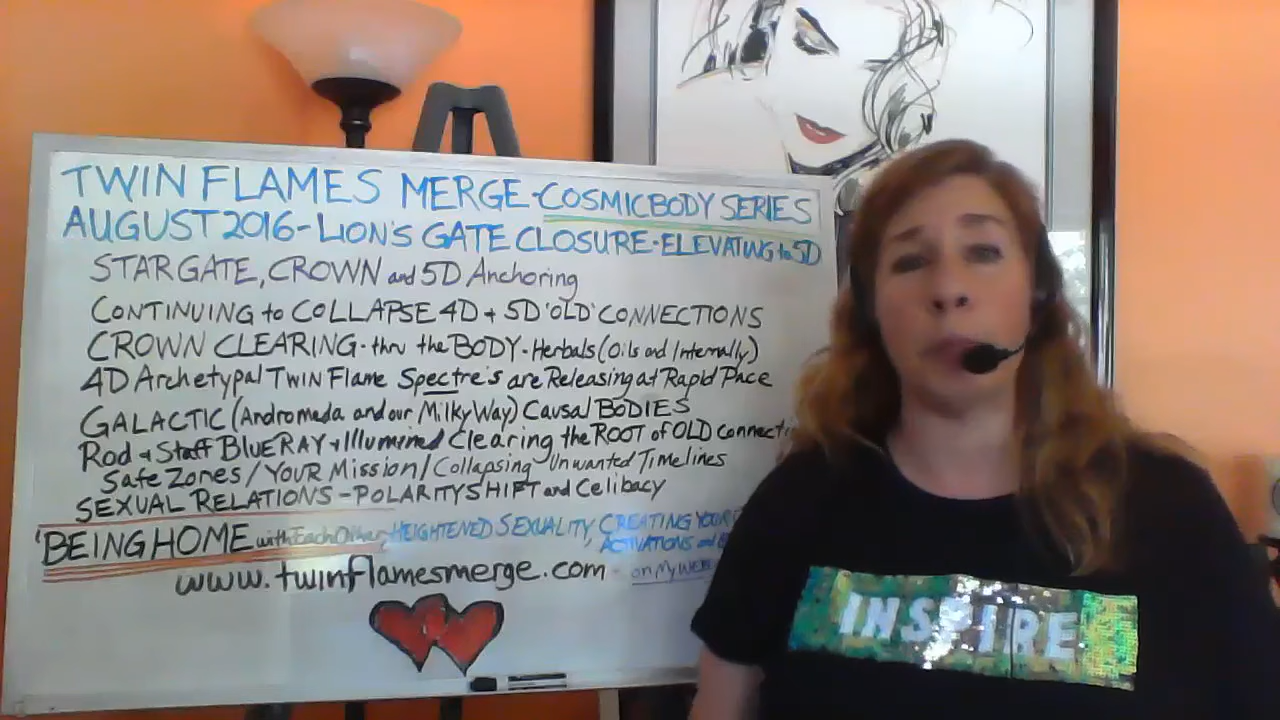 TWIN FLAMES MERGE - COSMIC BODY SERIES
AUGUST 2016 - LION'S GATE CLOSURE - ELEVATING to 5D
STARGATE, CROWN and 5D Anchoring
CONTINUING to COLLAPSE 4D + 5D 'OLD' CONNECTIONS
CROWN CLEARING - thru the BODY - Herbals (Oils and Internally)
4D Archetypal TWIN Flame Spectre's are Releasing at Rapid Pace
GALACTIC (Andromeda and our Milky Way) Causal BODIES
Rod + Staff BLUE RAY + Illumined Clearing the ROOT of OLD
Safe Zones / YOUR Mission / Collapsing Unwanted Timelines
SEXUAL RELATIONS - POLARITY SHIFT and Celibacy
'BEING HOME with Each Other, HEIGHTENED SEXUALITY, CREATING YOUR
ACTIVATIONS and
www.twinflamesmerge.com - on My
INSPIRE